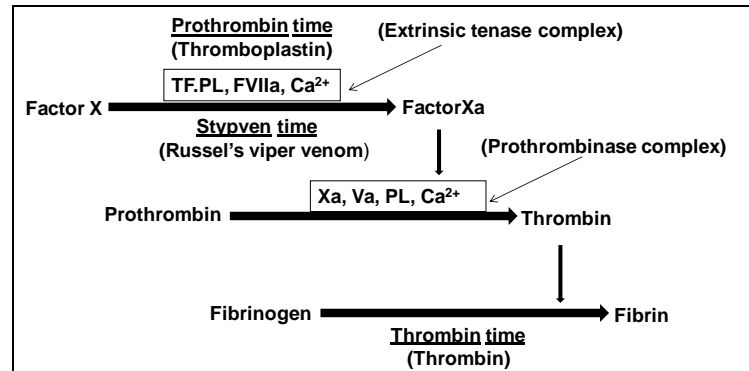 Prothrombin time
(Thromboplastin)
(Extrinsic tenase complex)
TF.PL, FVIIa, Ca²⁺
Factor X
FactorXa
Stypven time
(Russel's viper venom)
(Prothrombinase complex)
Xa, Va, PL, Ca²⁺
Prothrombin
Thrombin
Fibrinogen
Fibrin
Thrombin time
(Thrombin)